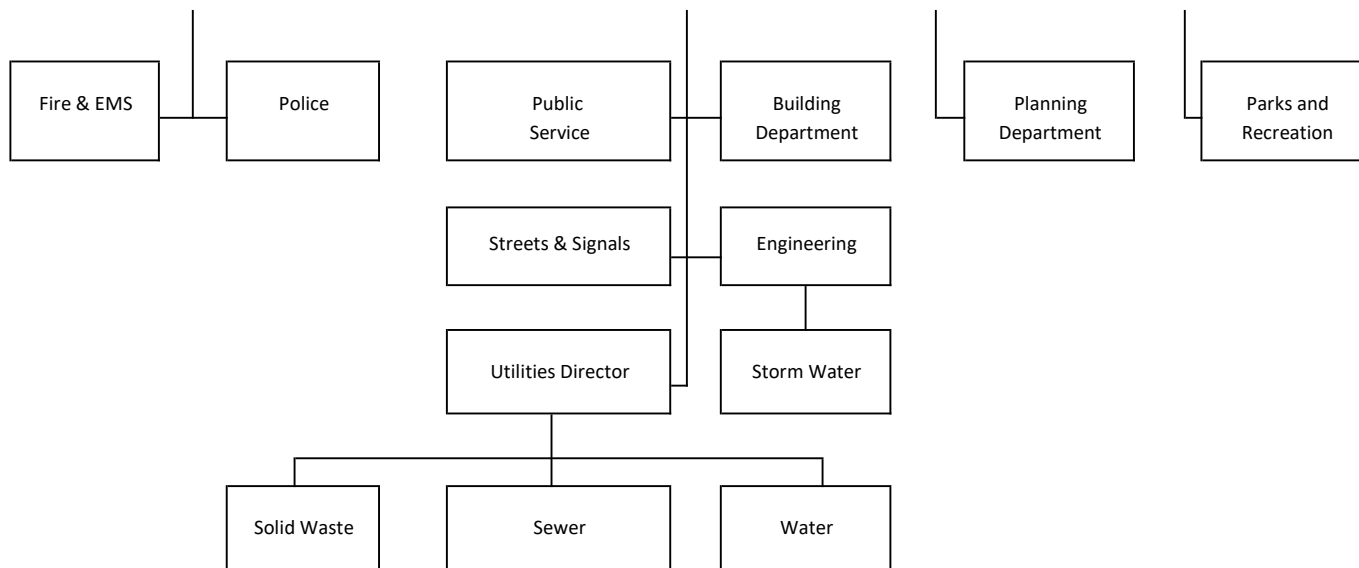 Fire & EMS
Police
Public
Service
Building
Department
Planning
Department
Parks and
Recreation
Streets & Signals
Engineering
Utilities Director
Storm Water
Solid Waste
Sewer
Water